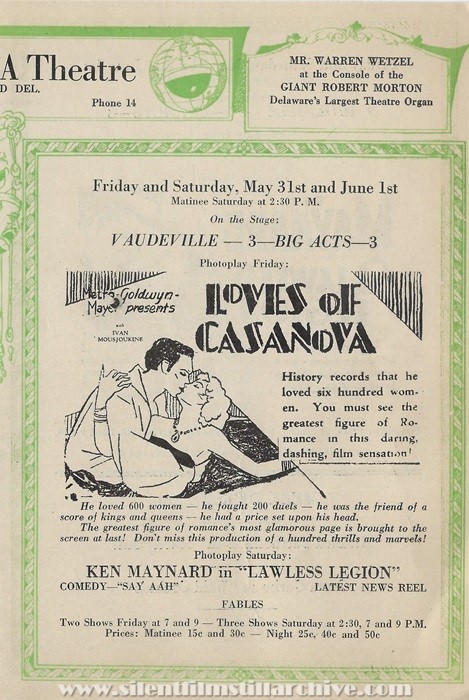 A Theatre
D DEL.
Phone 14
MR. WARREN WETZEL
at the Console of the
GIANT ROBERT MORTON
Delaware's Largest Theatre Organ
Friday and Saturday, May 31st and June 1st
Matinee Saturday at 2:30 P. M.
On the Stage:
VAUDEVILLE — 3—BIG ACTS—3
Photoplay Friday:
Metro-Goldwyn-
Mayer presents
with
IVAN
MOUSJOUKINE
LOVES OF
CASANOVA
History records that he
loved six hundred wom-
en. You must see the
greatest figure of Ro-
mance in this daring,
dashing, film sensation!
He loved 600 women — he fought 200 duels — he was the friend of a
score of kings and queens — he had a price set upon his head.
The greatest figure of romance's most glamorous page is brought to the
screen at last! Don't miss this production of a hundred thrills and marvels!
Photoplay Saturday:
KEN MAYNARD in "LAWLESS LEGION"
COMEDY—"SAY AAH" LATEST NEWS REEL
FABLES
Two Shows Friday at 7 and 9 — Three Shows Saturday at 2:30, 7 and 9 P.M.
Prices: Matinee 15c and 30c — Night 25c, 40c and 50c
www.silentfilmstillarchive.com